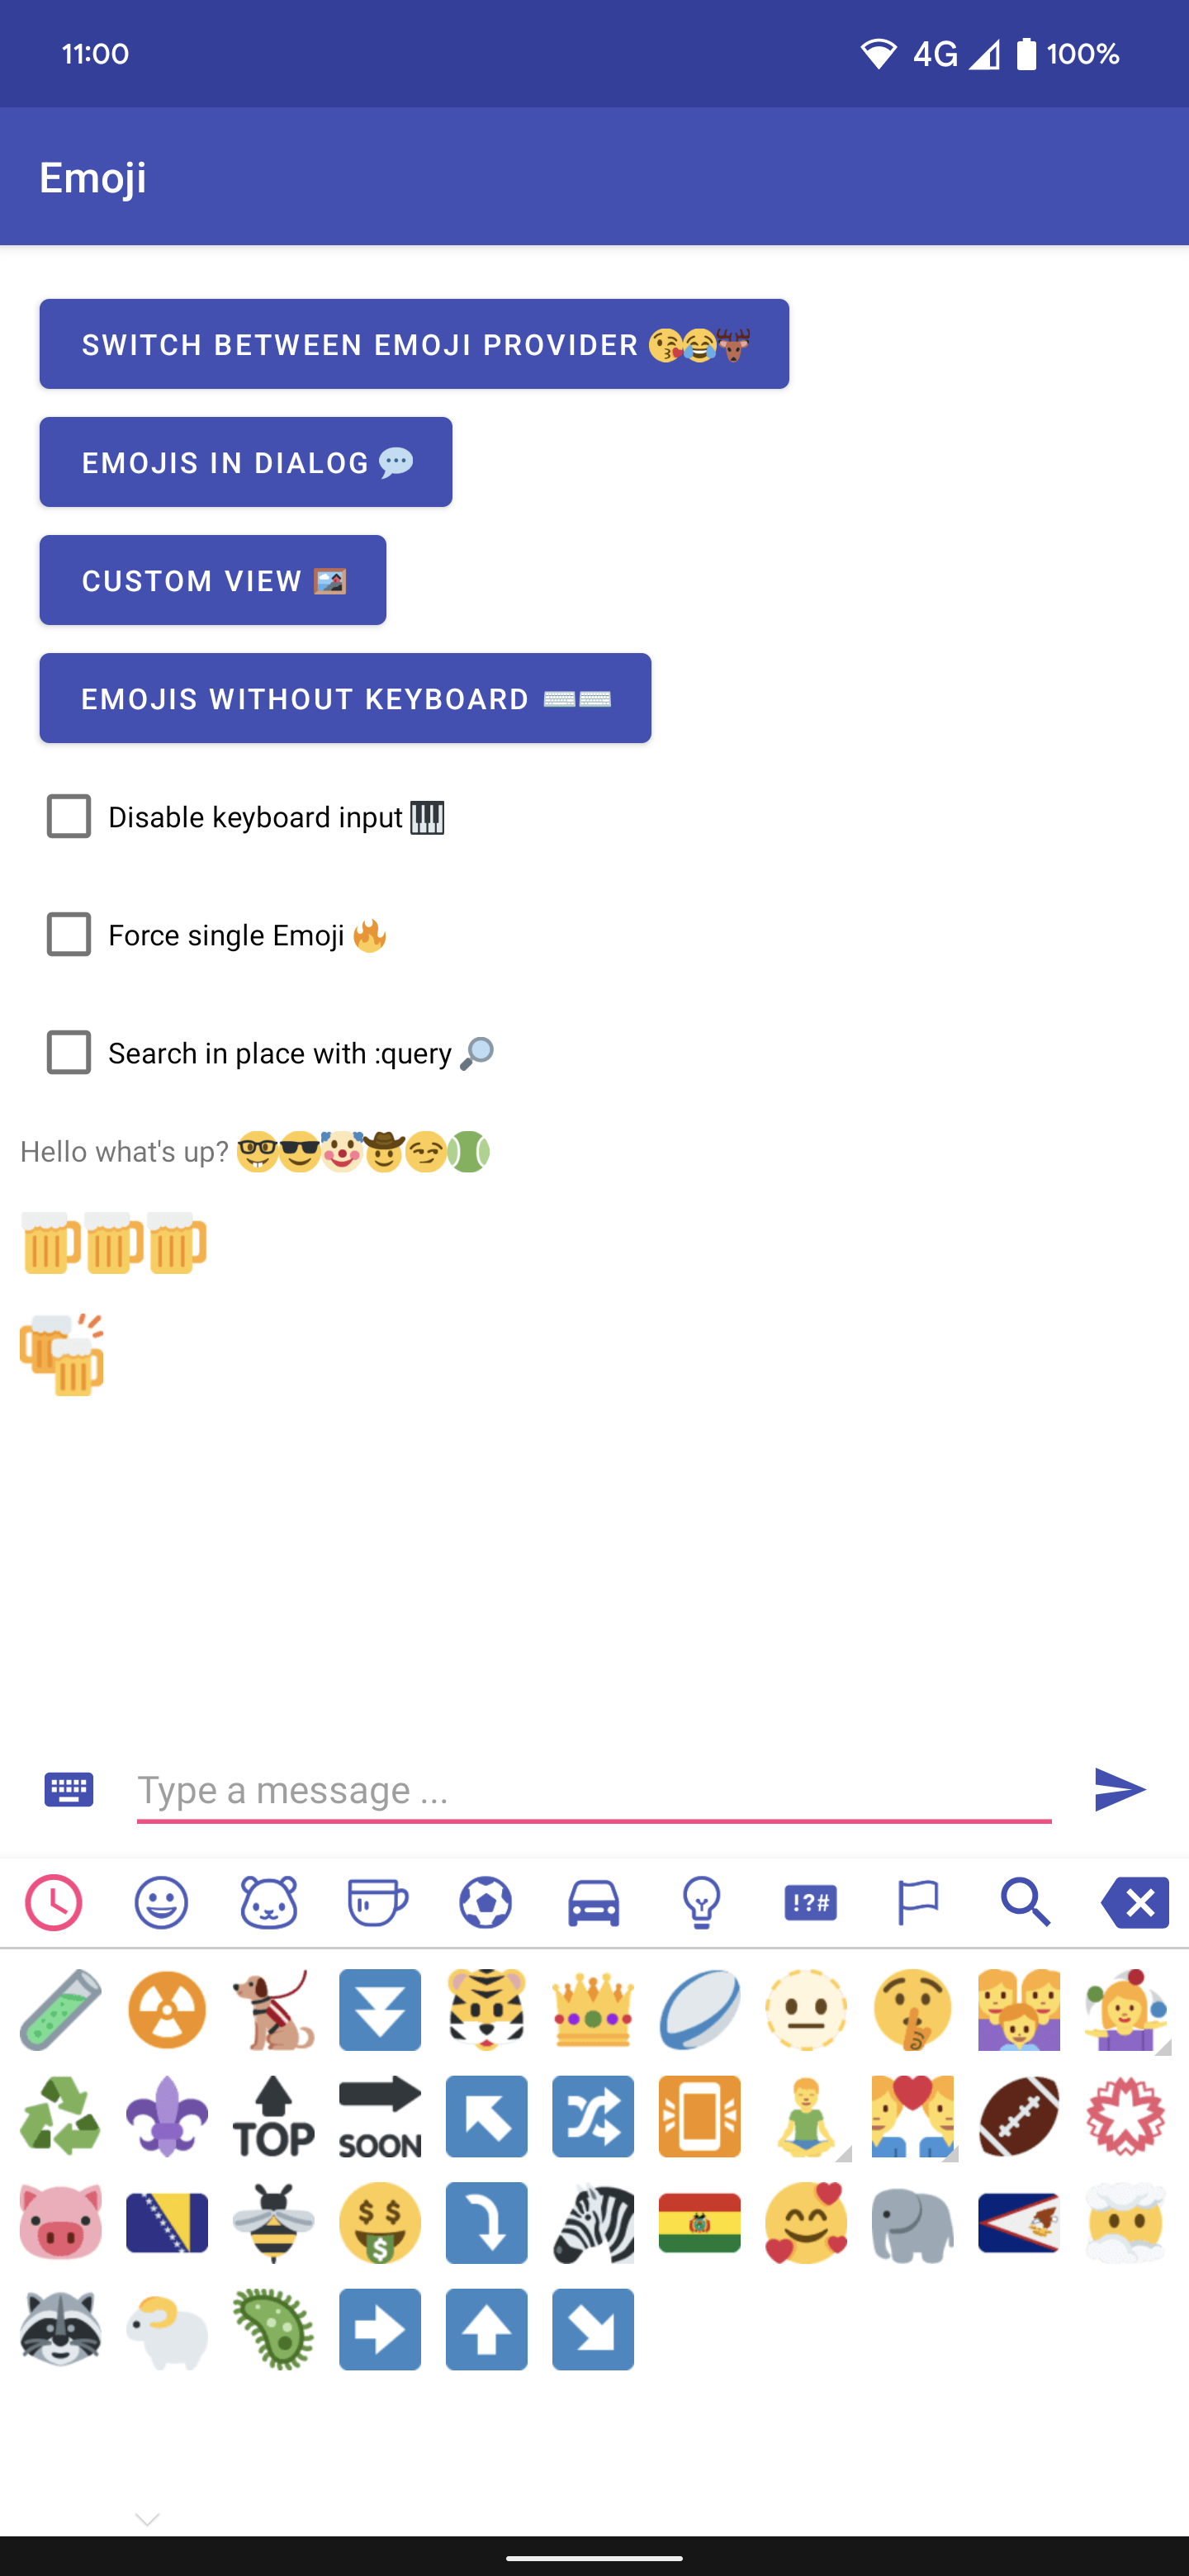 11:00 4G 100%
Emoji
SWITCH BETWEEN EMOJI PROVIDER 😘😂🦌
EMOJIS IN DIALOG 💬
CUSTOM VIEW 🖼️
EMOJIS WITHOUT KEYBOARD ⌨️⌨️
Disable keyboard input 🎹
Force single Emoji 🔥
Search in place with :query 🔎
Hello what's up? 🤓😎🤡🤠😏🎾
🍺🍺🍺
🍻
Type a message ...
!?#
TOP SOON